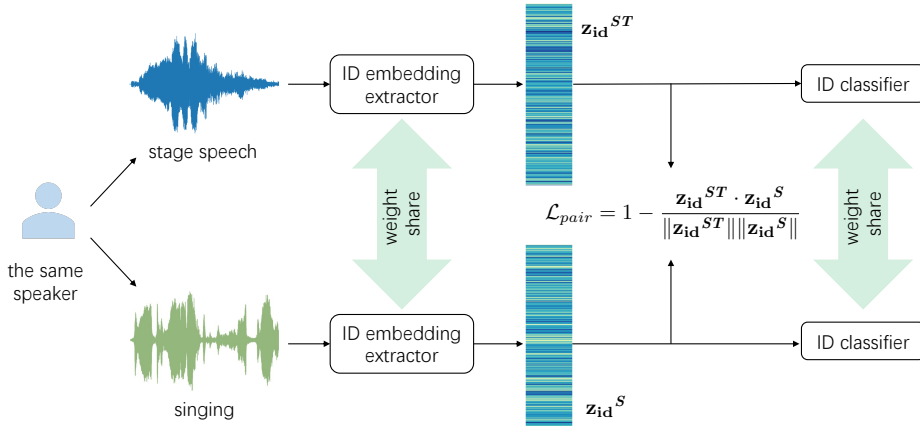 z_id^ST
ID embedding
extractor
ID classifier
stage speech
weight
share
weight
share
L_pair = 1 − (z_id^ST · z_id^S) / (‖z_id^ST‖‖z_id^S‖)
the same
speaker
ID embedding
extractor
ID classifier
singing
z_id^S